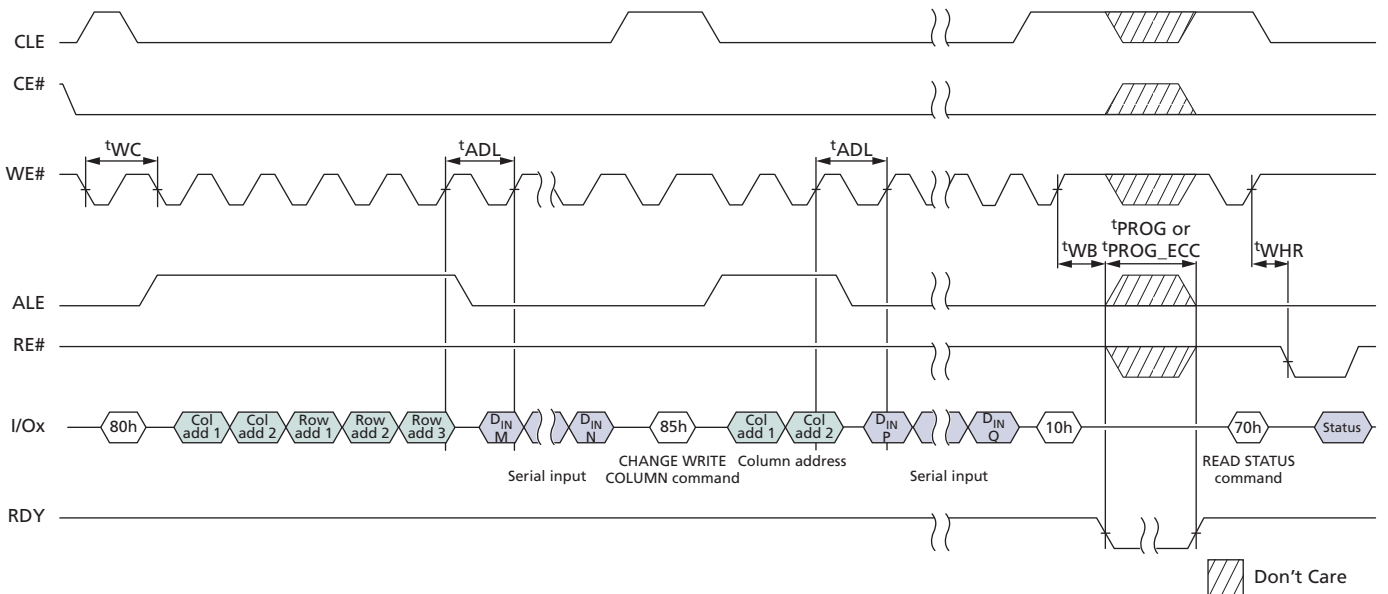 CLE
CE#
tWC
tADL
tADL
WE#
tPROG or
tWB
tPROG_ECC
tWHR
ALE
RE#
I/Ox
80h
Col
add 1
Col
add 2
Row
add 1
Row
add 2
Row
add 3
DIN
M
DIN
N
85h
Col
add 1
Col
add 2
DIN
P
DIN
Q
10h
70h
Status
Serial input
CHANGE WRITE
COLUMN command
Column address
Serial input
READ STATUS
command
RDY
Don't Care